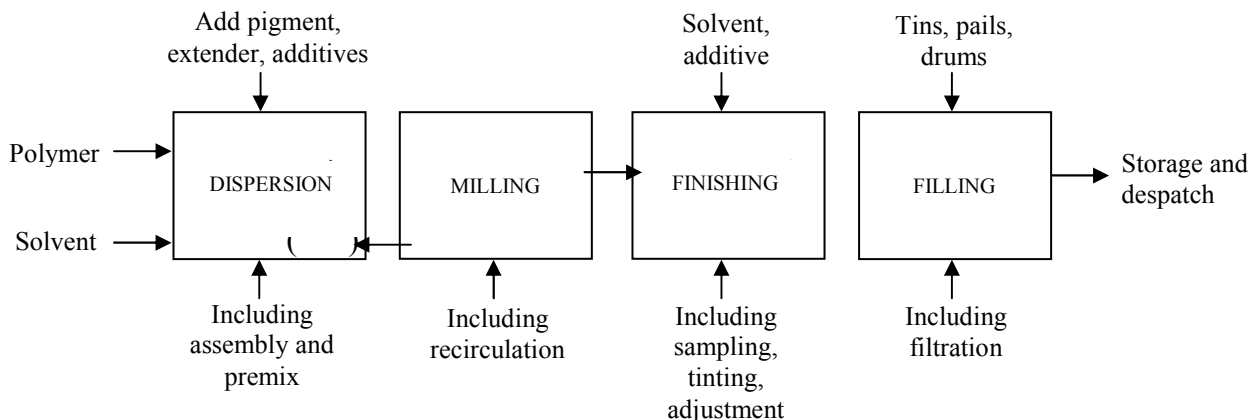 Add pigment,
extender, additives
Solvent,
additive
Tins, pails,
drums
Polymer
Solvent
DISPERSION
MILLING
FINISHING
FILLING
Storage and
despatch
(
)
Including
assembly and
premix
Including
recirculation
Including
sampling,
tinting,
adjustment
Including
filtration